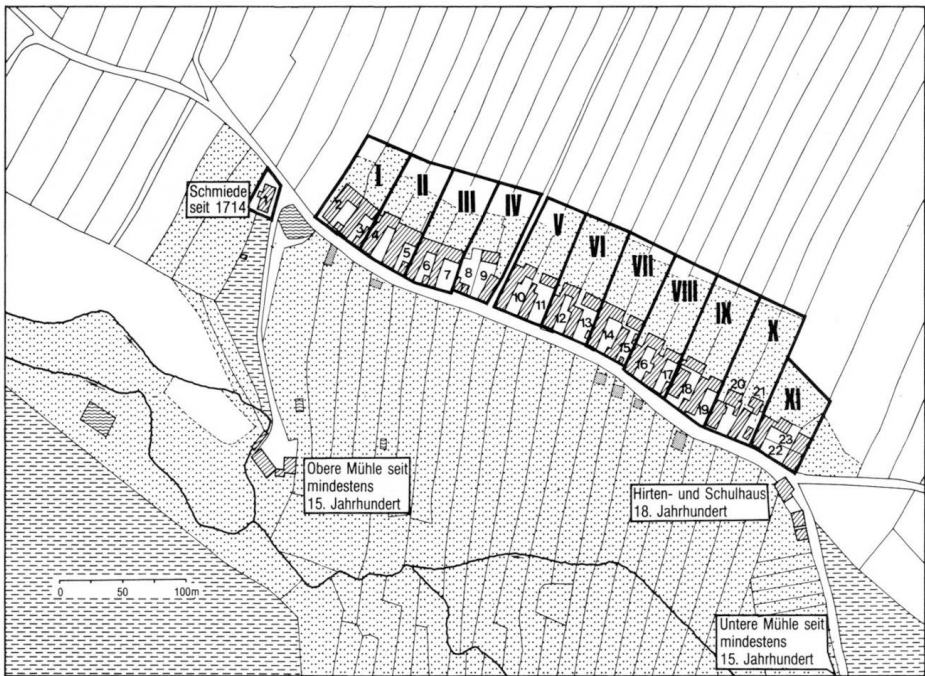 Schmiede
seit 1714
1
I
II
III
IV
V
VI
VII
VIII
IX
X
XI
2
3
4
5
6
7
8
9
10
11
12
13
14
15
16
17
18
19
20
21
22
23
Obere Mühle seit
mindestens
15. Jahrhundert
Hirten- und Schulhaus
18. Jahrhundert
0 50 100m
Untere Mühle seit
mindestens
15. Jahrhundert